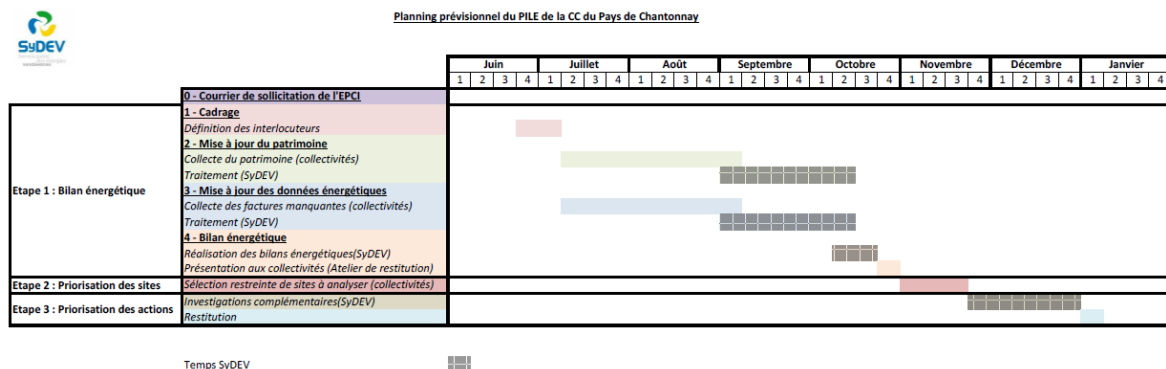 Planning prévisionnel du PILE de la CC du Pays de Chantonnay
SyDEV
Juin Juillet Août Septembre Octobre Novembre Décembre Janvier
1 2 3 4 1 2 3 4 1 2 3 4 1 2 3 4 1 2 3 4 1 2 3 4 1 2 3 4 1 2 3 4
0 - Courrier de sollicitation de l'EPCI
Etape 1 : Bilan énergétique
1 - Cadrage
Définition des interlocuteurs
2 - Mise à jour du patrimoine
Collecte du patrimoine (collectivités)
Traitement (SyDEV)
3 - Mise à jour des données énergétiques
Collecte des factures manquantes (collectivités)
Traitement (SyDEV)
4 - Bilan énergétique
Réalisation des bilans énergétiques(SyDEV)
Présentation aux collectivités (Atelier de restitution)
Etape 2 : Priorisation des sites Sélection restreinte de sites à analyser (collectivités)
Etape 3 : Priorisation des actions
Investigations complémentaires(SyDEV)
Restitution
Temps SyDEV